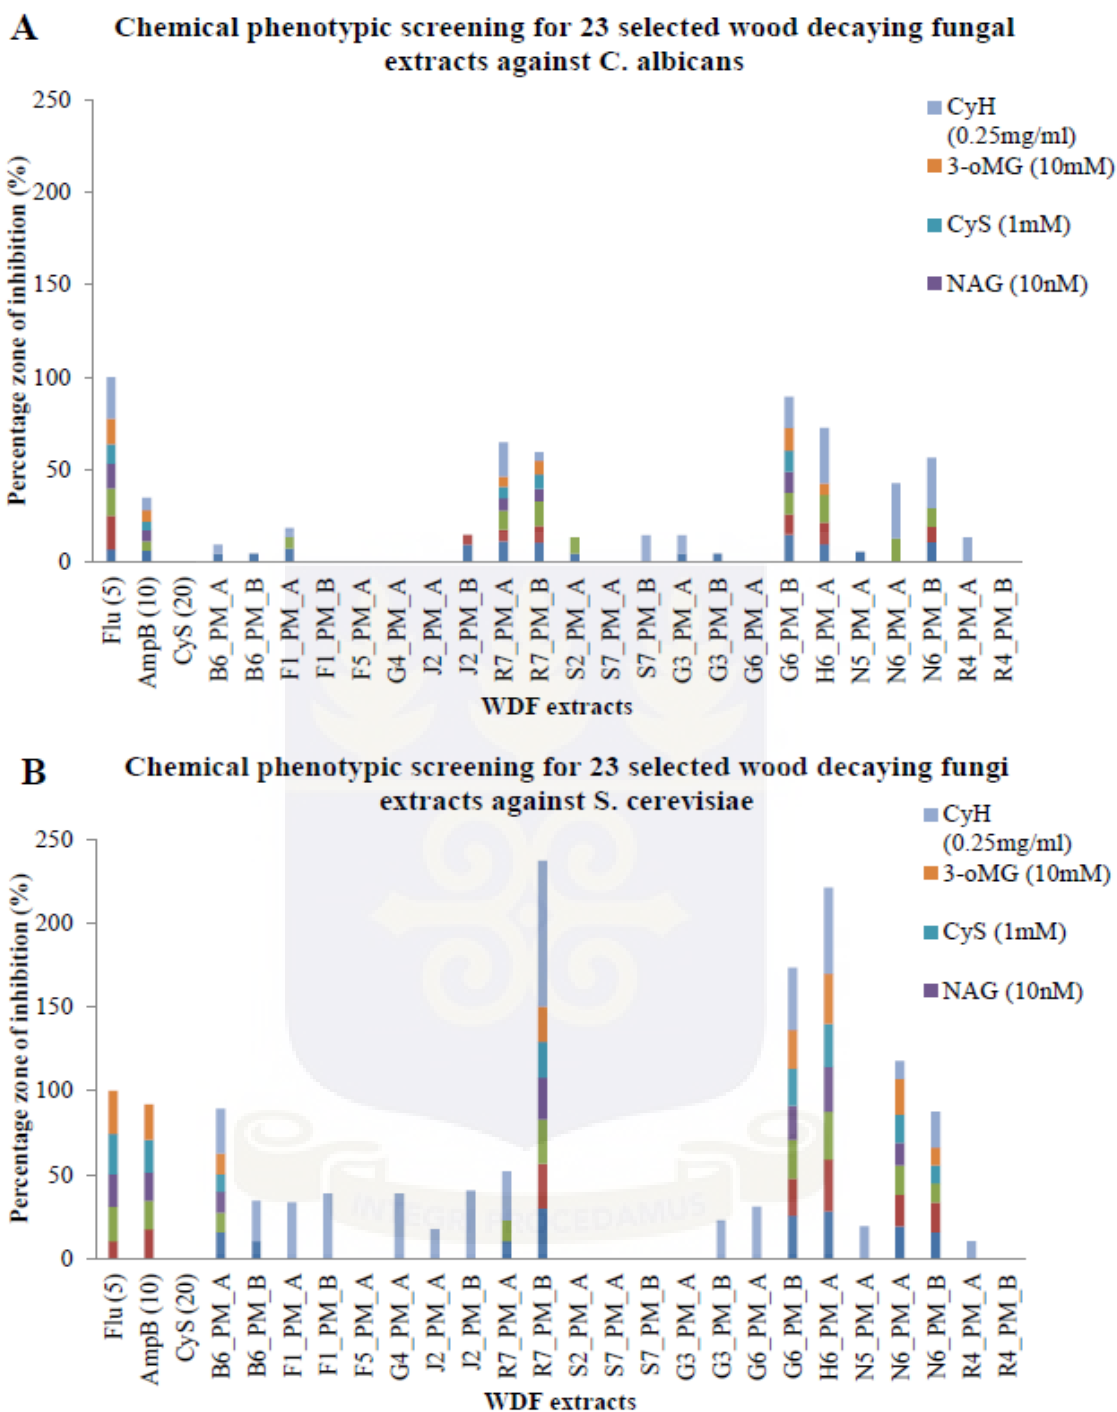 A
Chemical phenotypic screening for 23 selected wood decaying fungal
extracts against C. albicans
Percentage zone of inhibition (%)
250
200
150
100
50
0
CyH
(0.25mg/ml)
3-oMG (10mM)
CyS (1mM)
NAG (10nM)
Flu (5)
AmpB (10)
CyS (20)
B6_PM_A
B6_PM_B
F1_PM_A
F1_PM_B
F5_PM_A
G4_PM_A
J2_PM_A
J2_PM_B
R7_PM_A
R7_PM_B
S2_PM_A
S7_PM_A
S7_PM_B
G3_PM_A
G3_PM_B
G6_PM_A
G6_PM_B
H6_PM_A
N5_PM_A
N6_PM_A
N6_PM_B
R4_PM_A
R4_PM_B
WDF extracts
B
Chemical phenotypic screening for 23 selected wood decaying fungi
extracts against S. cerevisiae
Percentage zone of inhibition (%)
250
200
150
100
50
0
CyH
(0.25mg/ml)
3-oMG (10mM)
CyS (1mM)
NAG (10nM)
INTEGRI PROCEDAMUS
Flu (5)
AmpB (10)
CyS (20)
B6_PM_A
B6_PM_B
F1_PM_A
F1_PM_B
F5_PM_A
G4_PM_A
J2_PM_A
J2_PM_B
R7_PM_A
R7_PM_B
S2_PM_A
S7_PM_A
S7_PM_B
G3_PM_A
G3_PM_B
G6_PM_A
G6_PM_B
H6_PM_A
N5_PM_A
N6_PM_A
N6_PM_B
R4_PM_A
R4_PM_B
WDF extracts